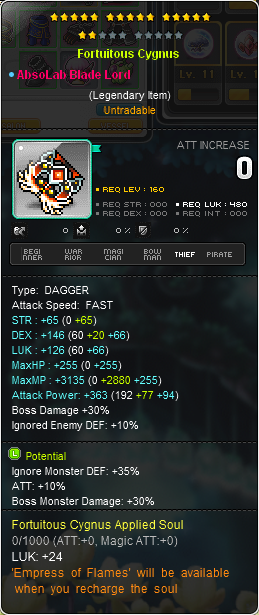 Fortuitous Cygnus
AbsoLab Blade Lord
(Legendary Item)
Untradable
ATT INCREASE
0
REQ LEV : 160
REQ STR : 000 REQ LUK : 480
REQ DEX : 000 REQ INT : 000
0 0 % 0 %
BEGINNER WARRIOR MAGICIAN BOWMAN THIEF PIRATE
Type: DAGGER
Attack Speed: FAST
STR : +65 (0 +65)
DEX : +146 (60 +20 +66)
LUK : +126 (60 +66)
MaxHP : +255 (0 +255)
MaxMP : +3135 (0 +2880 +255)
Attack Power: +363 (192 +77 +94)
Boss Damage +30%
Ignored Enemy DEF: +10%
L Potential
Ignore Monster DEF: +35%
ATT: +10%
Boss Monster Damage: +30%
Fortuitous Cygnus Applied Soul
0/1000 (ATT:+0, Magic ATT:+0)
LUK: +24
'Empress of Flames' will be available
when you recharge the soul